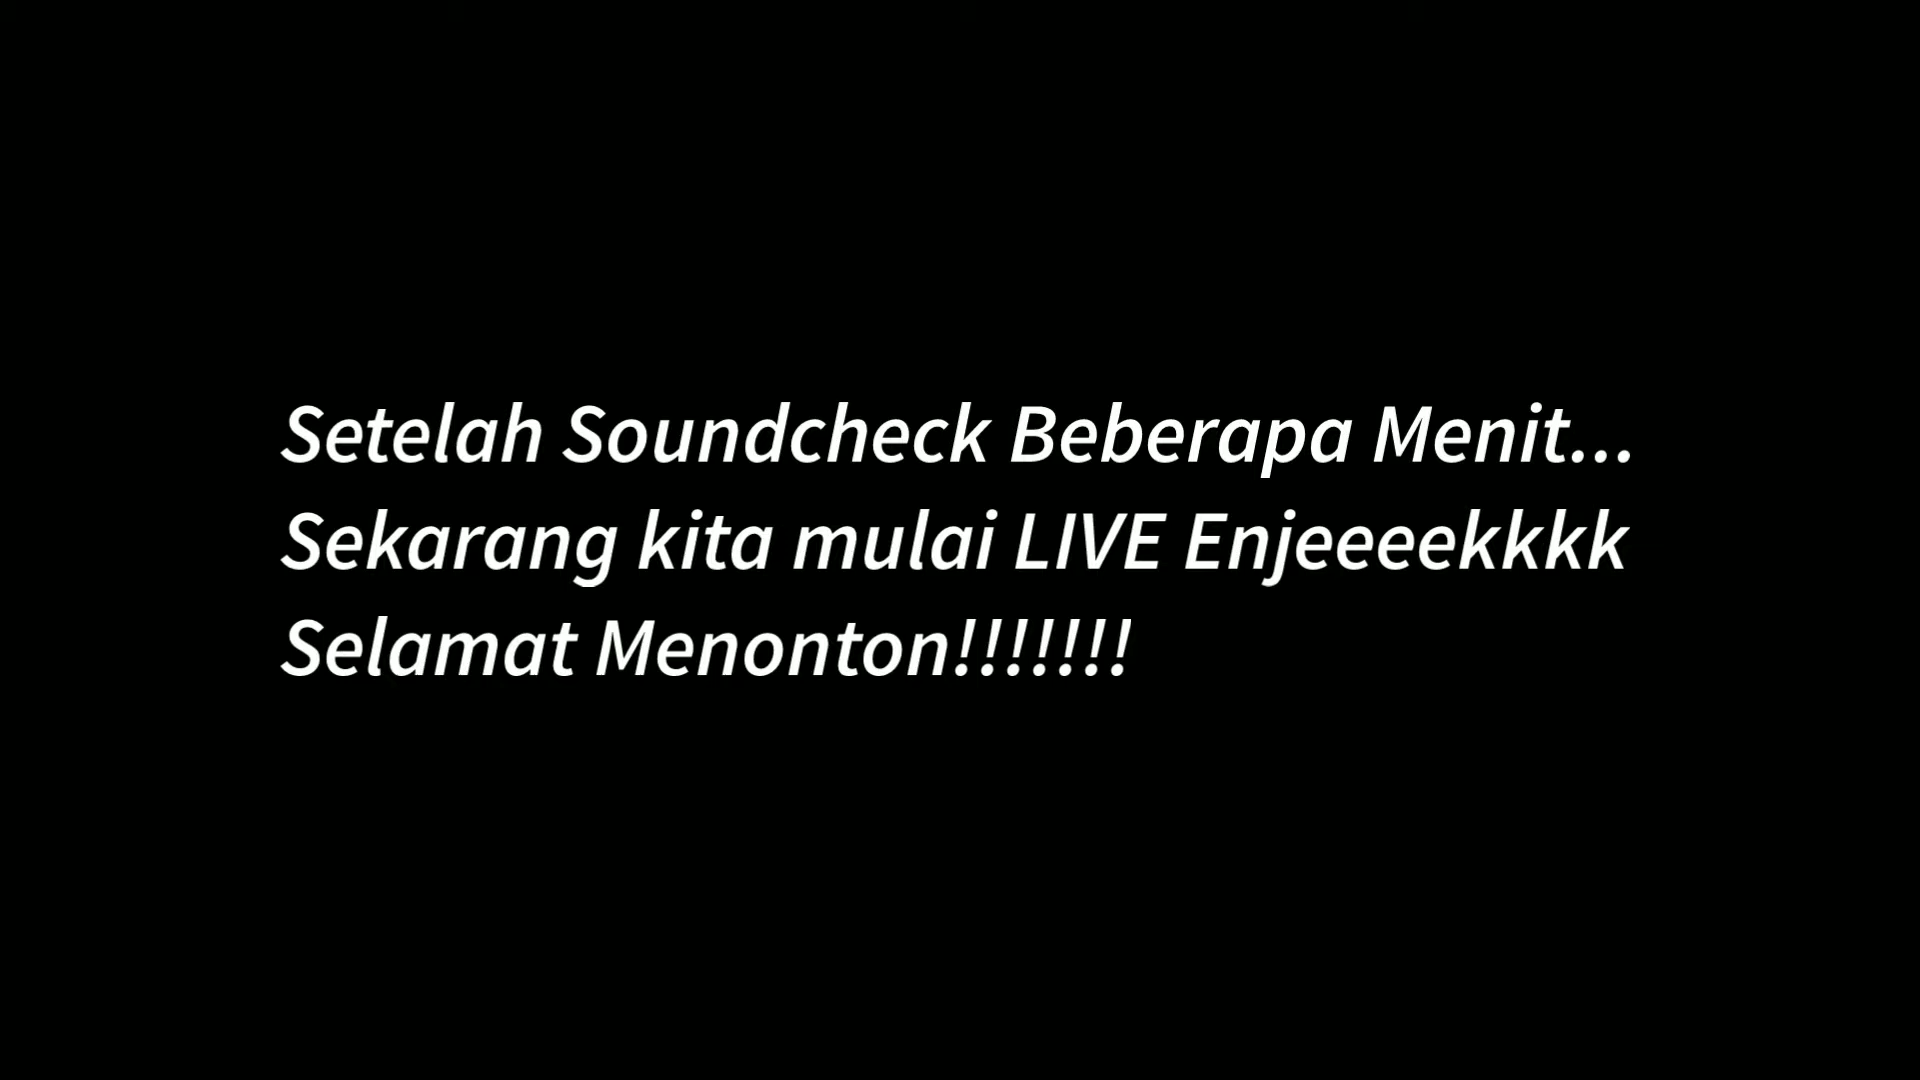 Setelah Soundcheck Beberapa Menit...
Sekarang kita mulai LIVE Enjeeeekkkk
Selamat Menonton!!!!!!!